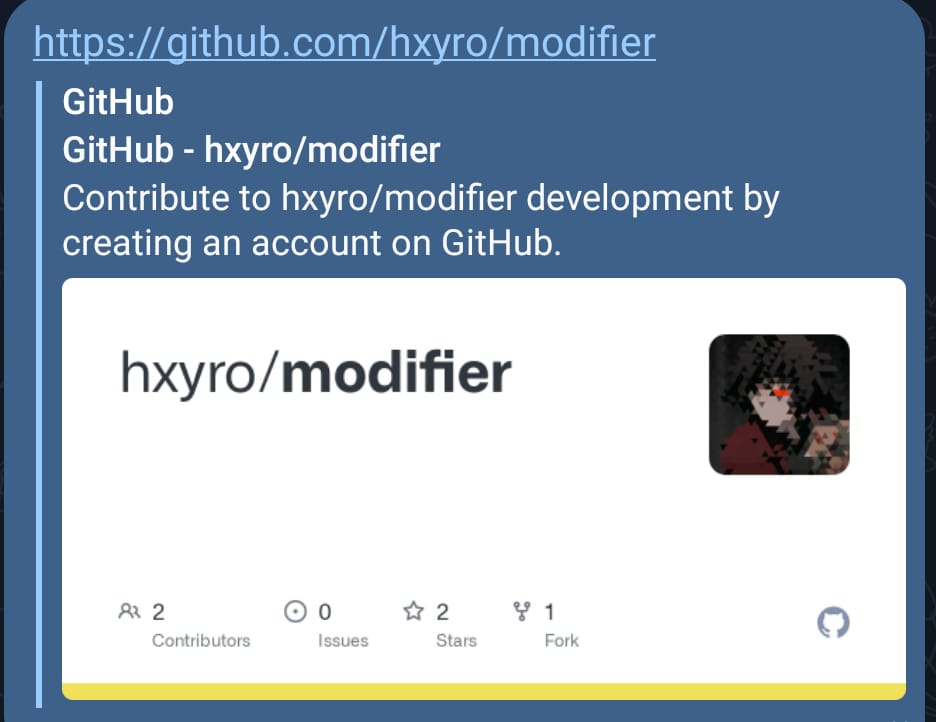 https://github.com/hxyro/modifier
GitHub
GitHub - hxyro/modifier
Contribute to hxyro/modifier development by
creating an account on GitHub.
hxyro/modifier
2 0 2 1
Contributors Issues Stars Fork